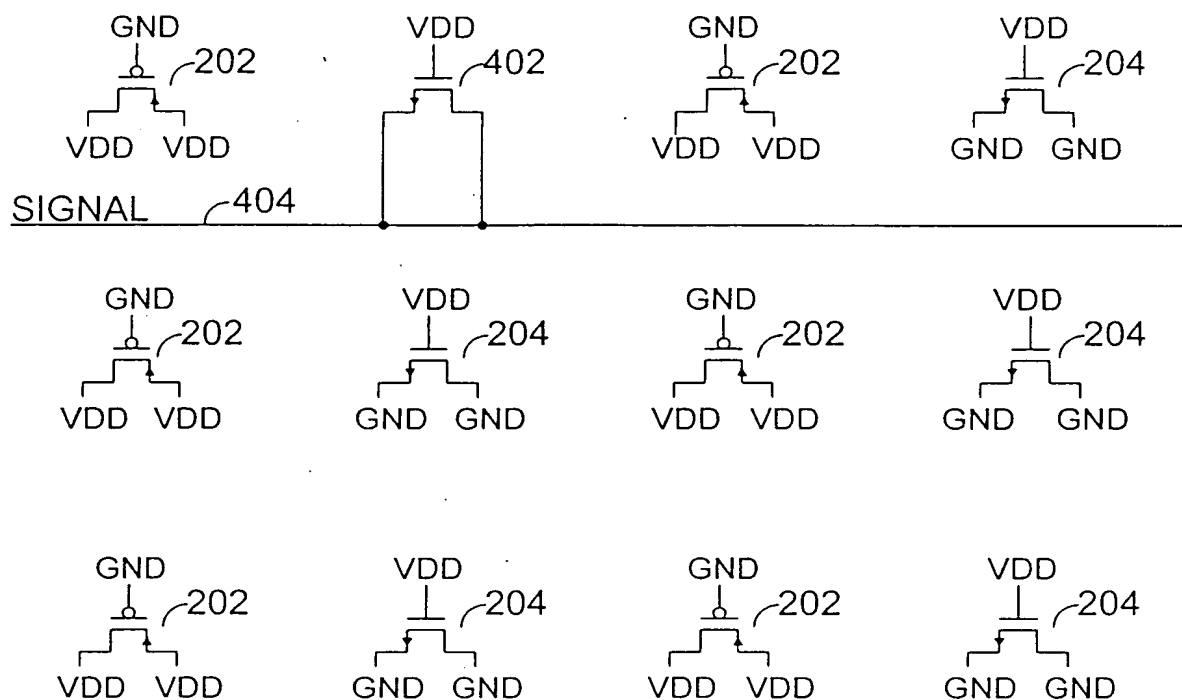 GND VDD GND VDD
202 402 202 204
VDD VDD VDD VDD GND GND
SIGNAL 404
GND VDD GND VDD
202 204 202 204
VDD VDD GND GND VDD VDD GND GND
GND VDD GND VDD
202 204 202 204
VDD VDD GND GND VDD VDD GND GND